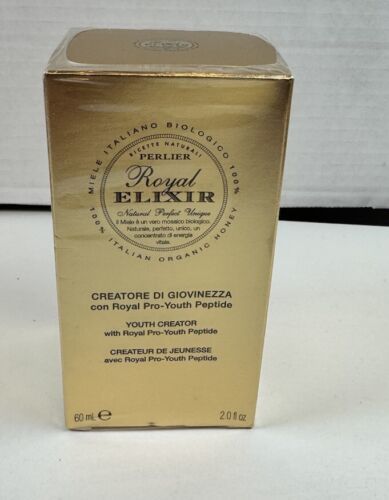 100% MIELE ITALIANO BIOLOGICO 100%
RICETTE NATURALI
PERLIER
Royal
ELIXIR
Natural Perfect Unique
Il Miele è un vero mosaico biologico.
Naturale, perfetto, unico, un
concentrato di energia
vitale.
ITALIAN ORGANIC HONEY
CREATORE DI GIOVINEZZA
con Royal Pro-Youth Peptide
YOUTH CREATOR
with Royal Pro-Youth Peptide
CREATEUR DE JEUNESSE
avec Royal Pro-Youth Peptide
60 mL ℮ 2.0 fl oz